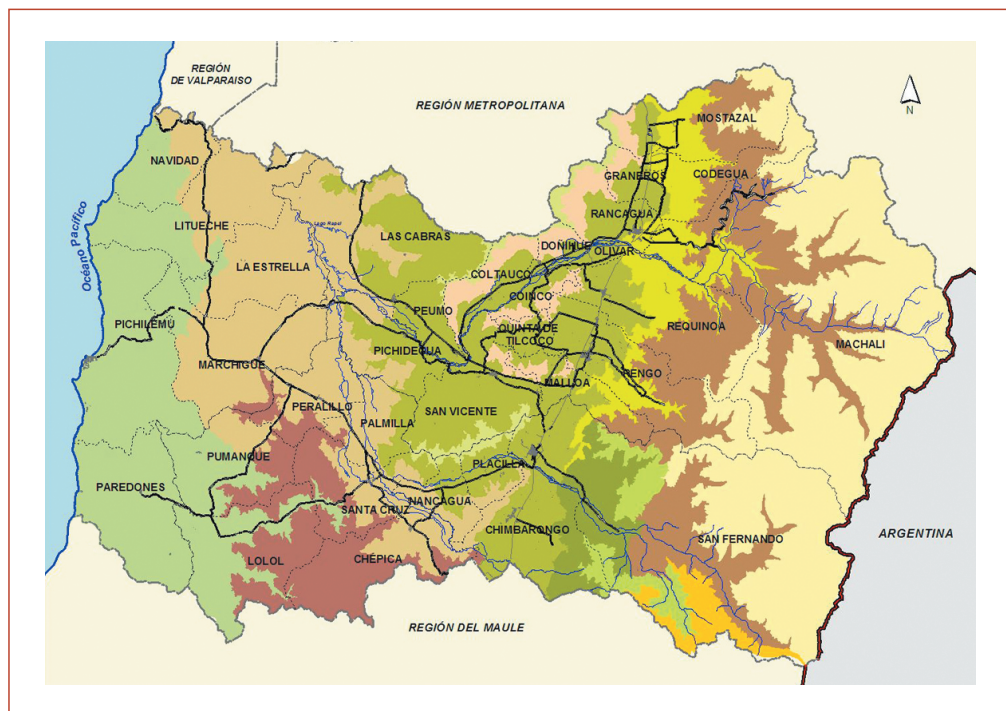 REGIÓN
DE VALPARAISO
REGIÓN METROPOLITANA
N
MOSTAZAL
NAVIDAD
GRANEROS
CODEGUA
RANCAGUA
LITUECHE
Lago Rapel
LAS CABRAS
DOÑIHUE
OLIVAR
Océano Pacífico
LA ESTRELLA
COLTAUCO
COINCO
PEUMO
PICHILEMU
QUINTA DE
TILCOCO
REQUINOA
MACHALI
PICHIDEGUA
MARCHIGUE
RENGO
MALLOA
PERALILLO
SAN VICENTE
PALMILLA
PUMANQUE
PLACILLA
PAREDONES
NANCAGUA
SANTA CRUZ
CHIMBARONGO
SAN FERNANDO
ARGENTINA
LOLOL
CHÉPICA
REGIÓN DEL MAULE